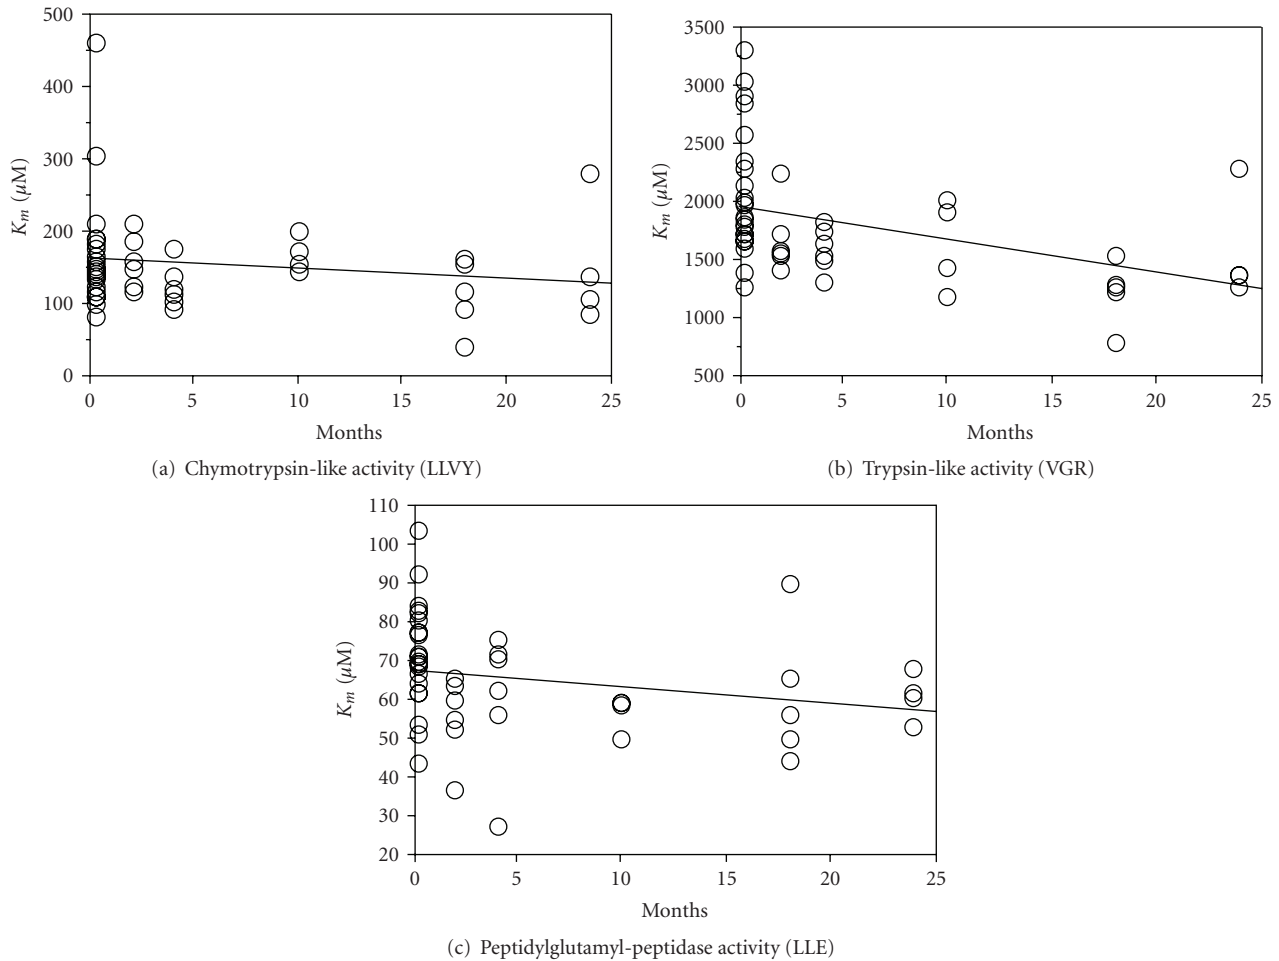 500
400
300
200
100
0
K_m (μM)
0 5 10 15 20 25
Months
(a) Chymotrypsin-like activity (LLVY)
3500
3000
2500
2000
1500
1000
500
K_m (μM)
0 5 10 15 20 25
Months
(b) Trypsin-like activity (VGR)
110
100
90
80
70
60
50
40
30
20
K_m (μM)
0 5 10 15 20 25
Months
(c) Peptidylglutamyl-peptidase activity (LLE)